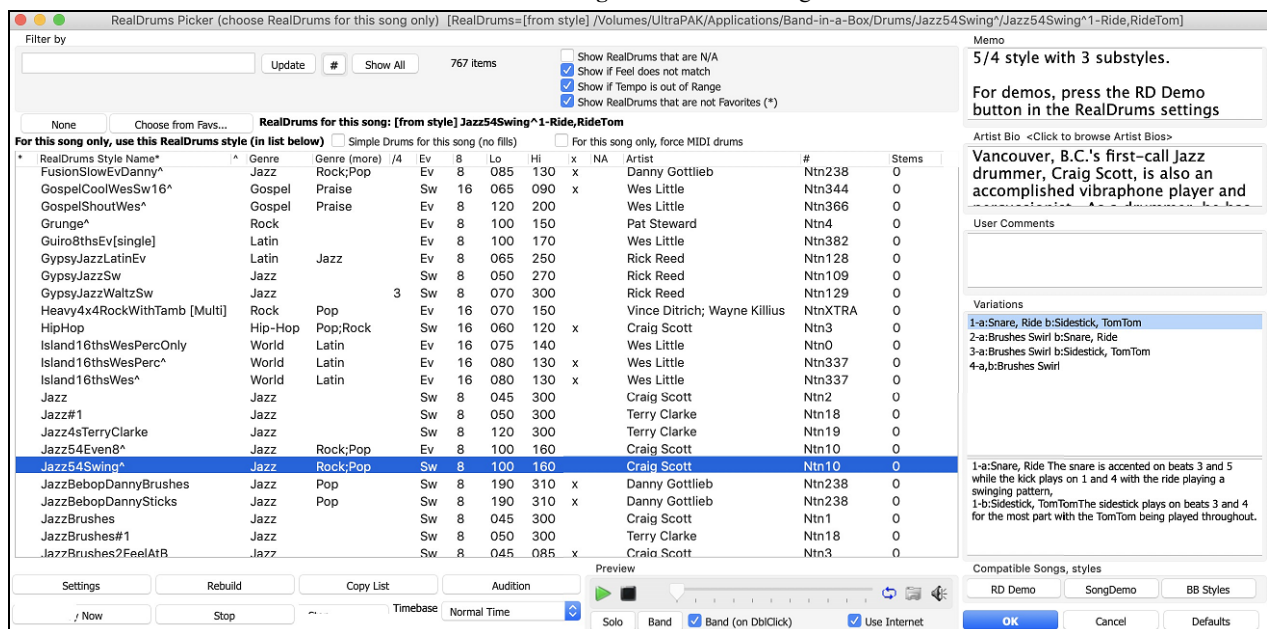 RealDrums Picker (choose RealDrums for this song only) [RealDrums=[from style] /Volumes/UltraPAK/Applications/Band-in-a-Box/Drums/Jazz54Swing^/Jazz54Swing^1-Ride,RideTom]
Filter by
Update # Show All 767 items
Show RealDrums that are N/A
Show if Feel does not match
Show if Tempo is out of Range
Show RealDrums that are not Favorites (*)
None Choose from Favs... RealDrums for this song: [from style] Jazz54Swing^1-Ride,RideTom
For this song only, use this RealDrums style (in list below) Simple Drums for this song (no fills) For this song only, force MIDI drums
* RealDrums Style Name* ^ Genre Genre (more) /4 Ev 8 Lo Hi x NA Artist # Stems
FusionSlowEvDanny^ Jazz Rock;Pop Ev 8 085 130 x Danny Gottlieb Ntn238 0
GospelCoolWesSw16^ Gospel Praise Sw 16 065 090 x Wes Little Ntn344 0
GospelShoutWes^ Gospel Praise Ev 8 120 200 Wes Little Ntn366 0
Grunge^ Rock Ev 8 100 150 Pat Steward Ntn4 0
Guiro8thsEv[single] Latin Ev 8 100 170 Wes Little Ntn382 0
GypsyJazzLatinEv Latin Jazz Ev 8 065 250 Rick Reed Ntn128 0
GypsyJazzSw Jazz Sw 8 050 270 Rick Reed Ntn109 0
GypsyJazzWaltzSw Jazz 3 Sw 8 070 300 Rick Reed Ntn129 0
Heavy4x4RockWithTamb [Multi] Rock Pop Ev 16 070 150 Vince Ditrich; Wayne Killius NtnXTRA 0
HipHop Hip-Hop Pop;Rock Sw 16 060 120 x Craig Scott Ntn3 0
Island16thsWesPercOnly World Latin Ev 16 075 140 Wes Little Ntn0 0
Island16thsWesPerc^ World Latin Ev 16 080 130 x Wes Little Ntn337 0
Island16thsWes^ World Latin Ev 16 080 130 x Wes Little Ntn337 0
Jazz Jazz Sw 8 045 300 Craig Scott Ntn2 0
Jazz#1 Jazz Sw 8 050 300 Terry Clarke Ntn18 0
Jazz4sTerryClarke Jazz Sw 8 120 300 Terry Clarke Ntn19 0
Jazz54Even8^ Jazz Rock;Pop Ev 8 100 160 Craig Scott Ntn10 0
Jazz54Swing^ Jazz Rock;Pop Sw 8 100 160 Craig Scott Ntn10 0
JazzBebopDannyBrushes Jazz Pop Sw 8 190 310 x Danny Gottlieb Ntn238 0
JazzBebopDannySticks Jazz Pop Sw 8 190 310 x Danny Gottlieb Ntn238 0
JazzBrushes Jazz Sw 8 045 300 Craig Scott Ntn1 0
JazzBrushes#1 Jazz Sw 8 050 300 Terry Clarke Ntn18 0
JazzBrushes2FeelAtB Jazz Sw 8 045 085 x Craig Scott Ntn3 0
Settings Rebuild Copy List Audition
Now Stop Timebase Normal Time
Preview
Solo Band Band (on DblClick) Use Internet
Memo
5/4 style with 3 substyles.
For demos, press the RD Demo
button in the RealDrums settings
Artist Bio <Click to browse Artist Bios>
Vancouver, B.C.'s first-call Jazz
drummer, Craig Scott, is also an
accomplished vibraphone player and
User Comments
Variations
1-a:Snare, Ride b:Sidestick, TomTom
2-a:Brushes Swirl b:Snare, Ride
3-a:Brushes Swirl b:Sidestick, TomTom
4-a,b:Brushes Swirl
1-a:Snare, Ride The snare is accented on beats 3 and 5
while the kick plays on 1 and 4 with the ride playing a
swinging pattern,
1-b:Sidestick, TomTomThe sidestick plays on beats 3 and 4
for the most part with the TomTom being played throughout.
Compatible Songs, styles
RD Demo SongDemo BB Styles
OK Cancel Defaults